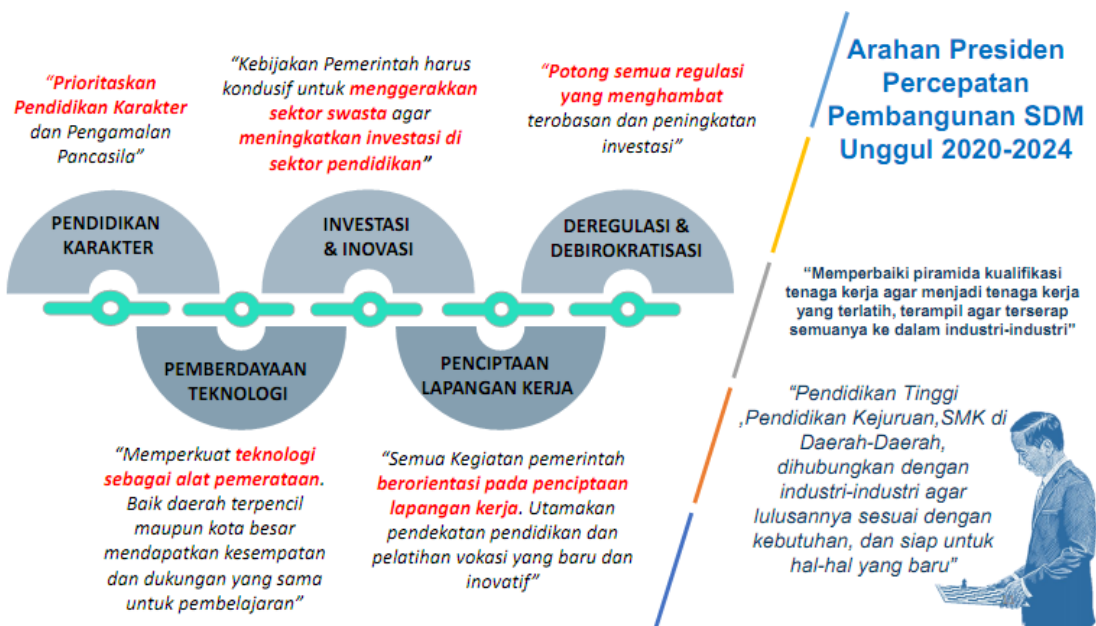 Arahan Presiden
Percepatan
Pembangunan SDM
Unggul 2020-2024
“Prioritaskan
Pendidikan Karakter
dan Pengamalan
Pancasila”
PENDIDIKAN
KARAKTER
“Kebijakan Pemerintah harus
kondusif untuk menggerakkan
sektor swasta agar
meningkatkan investasi di
sektor pendidikan”
INVESTASI
& INOVASI
“Potong semua regulasi
yang menghambat
terobasan dan peningkatan
investasi”
DEREGULASI &
DEBIROKRATISASI
PEMBERDAYAAN
TEKNOLOGI
“Memperkuat teknologi
sebagai alat pemerataan.
Baik daerah terpencil
maupun kota besar
mendapatkan kesempatan
dan dukungan yang sama
untuk pembelajaran”
PENCIPTAAN
LAPANGAN KERJA
“Semua Kegiatan pemerintah
berorientasi pada penciptaan
lapangan kerja. Utamakan
pendekatan pendidikan dan
pelatihan vokasi yang baru dan
inovatif”
“Memperbaiki piramida kualifikasi
tenaga kerja agar menjadi tenaga kerja
yang terlatih, terampil agar terserap
semuanya ke dalam industri-industri"
“Pendidikan Tinggi
,Pendidikan Kejuruan,SMK di
Daerah-Daerah,
dihubungkan dengan
industri-industri agar
lulusannya sesuai dengan
kebutuhan, dan siap untuk
hal-hal yang baru"